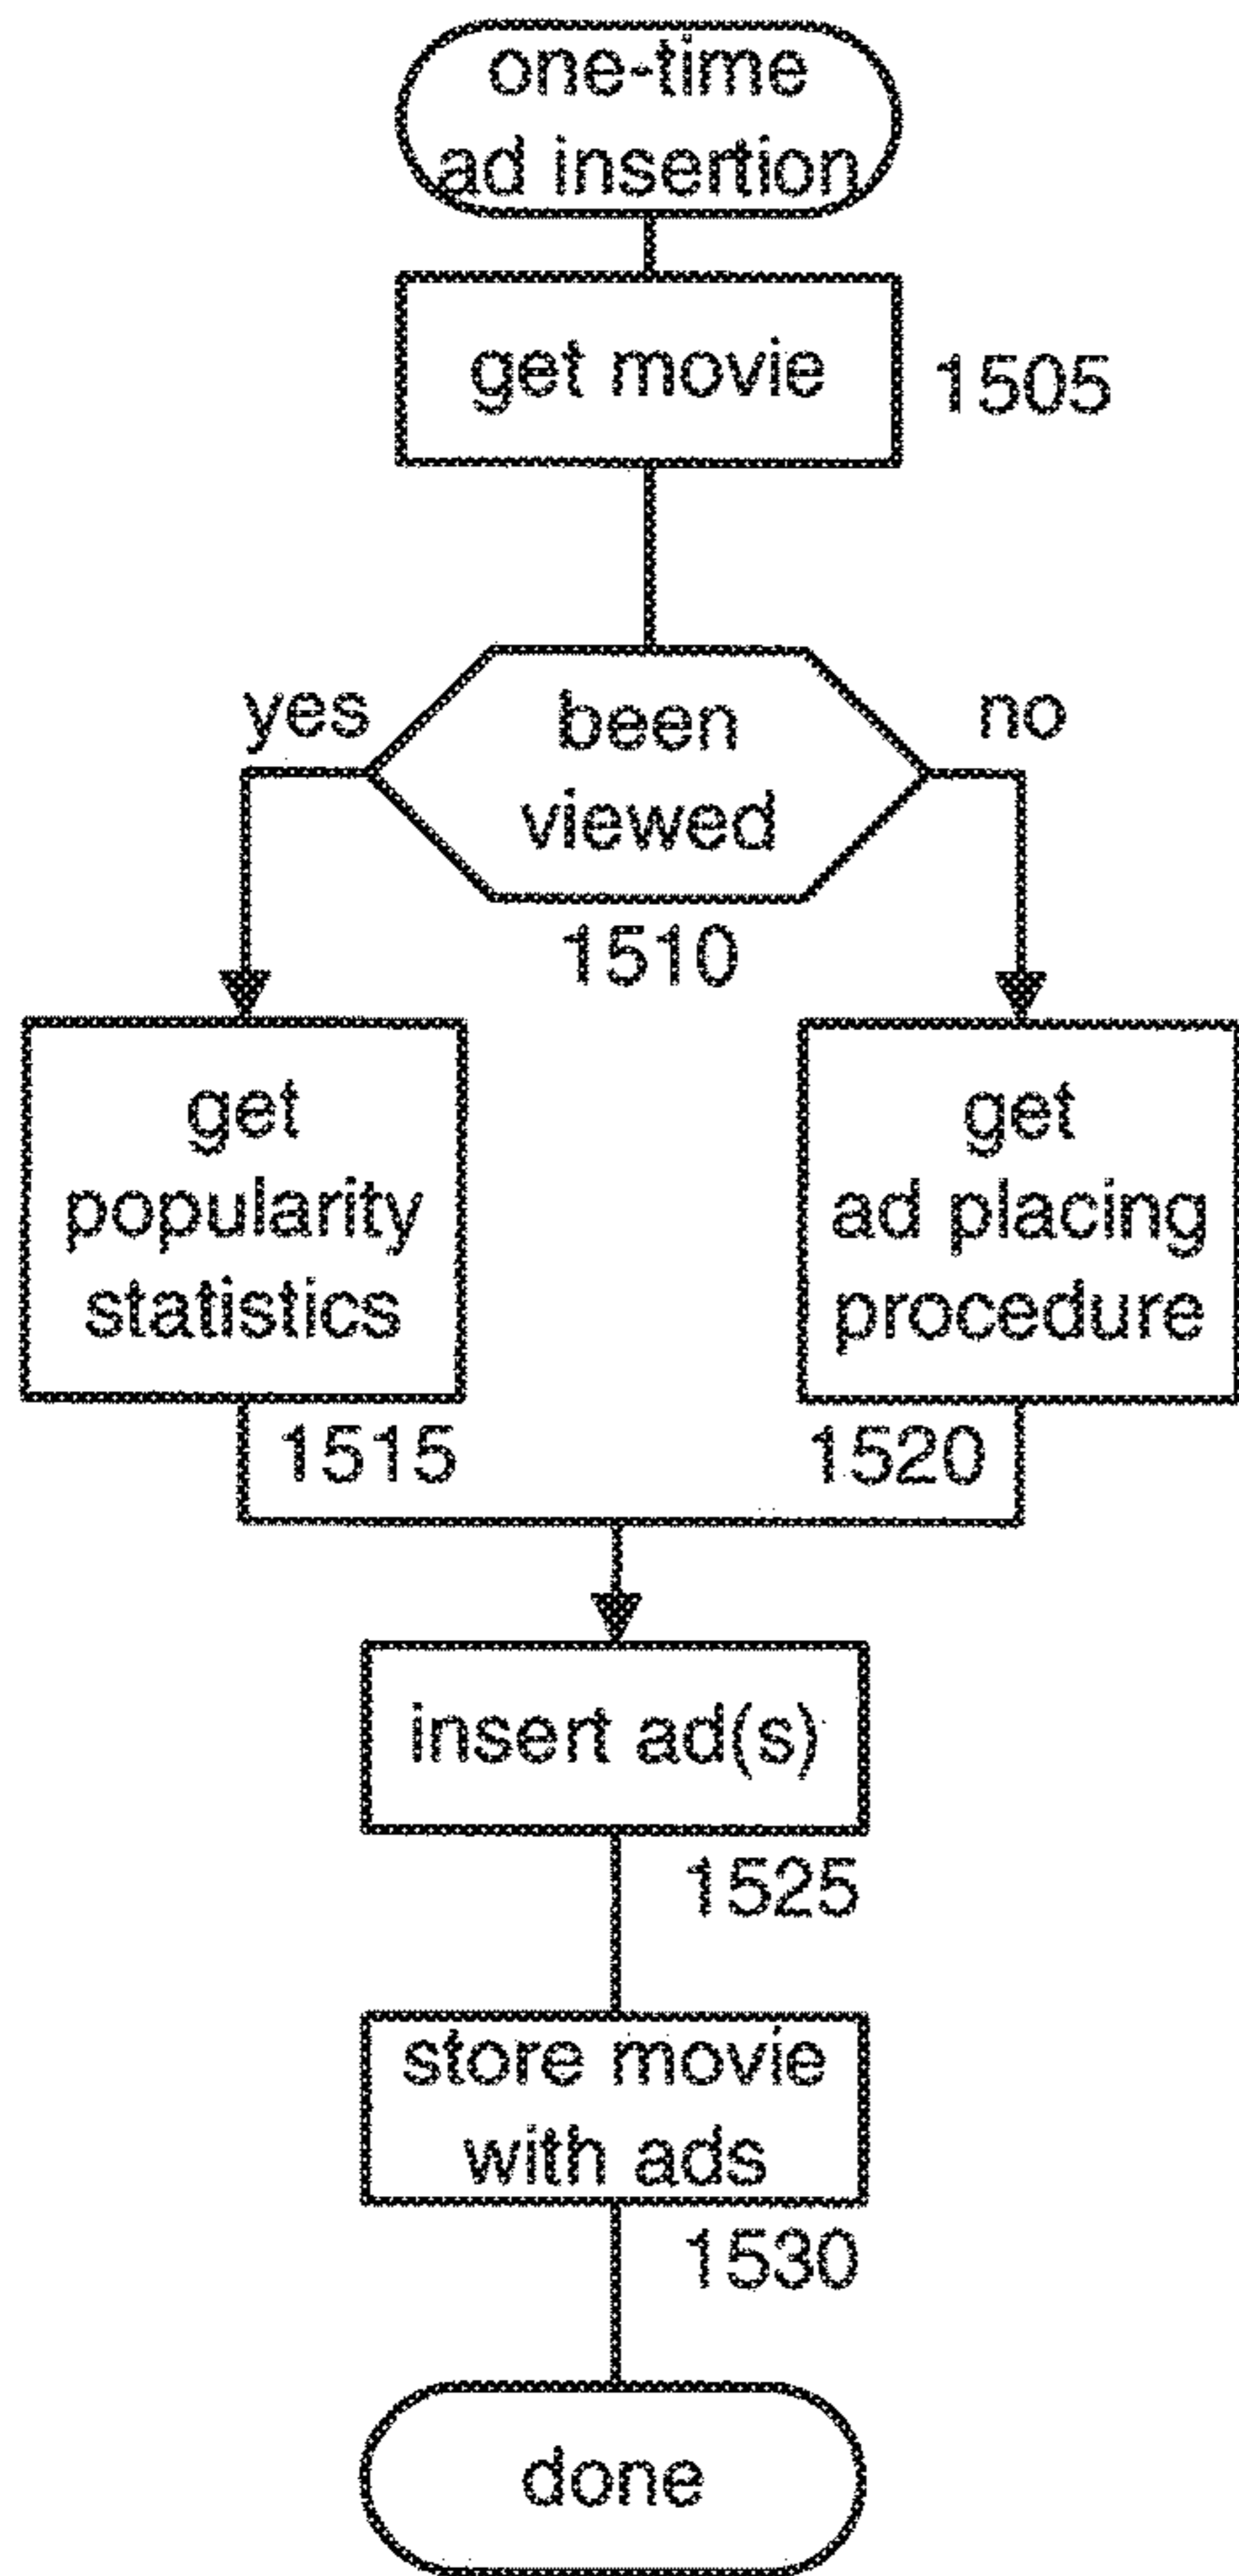 one-time
ad insertion
get movie
1505
yes
been
viewed
no
1510
get
popularity
statistics
1515
get
ad placing
procedure
1520
insert ad(s)
1525
store movie
with ads
1530
done